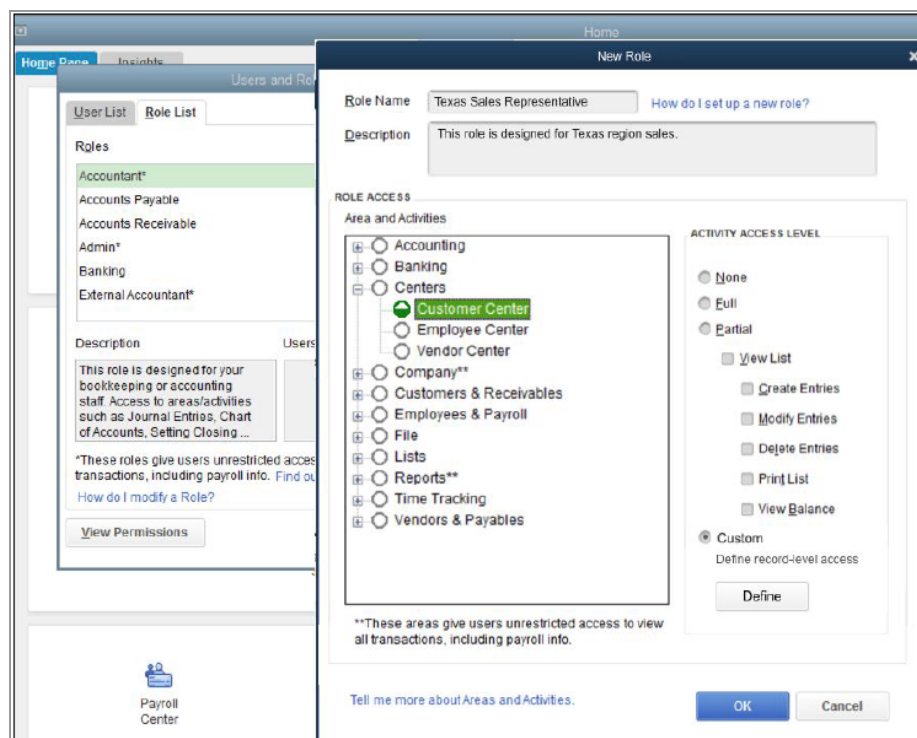 Home
Home Page
Insights
Users and Ro
User List
Role List
Roles
Accountant*
Accounts Payable
Accounts Receivable
Admin*
Banking
External Accountant*
Description
Users
This role is designed for your
bookkeeping or accounting
staff. Access to areas/activities
such as Journal Entries, Chart
of Accounts, Setting Closing ...
*These roles give users unrestricted acces
transactions, including payroll info. Find ou
How do I modify a Role?
View Permissions
Payroll
Center
New Role
Role Name
Texas Sales Representative
How do I set up a new role?
Description
This role is designed for Texas region sales.
ROLE ACCESS
Area and Activities
Accounting
Banking
Centers
Customer Center
Employee Center
Vendor Center
Company**
Customers & Receivables
Employees & Payroll
File
Lists
Reports**
Time Tracking
Vendors & Payables
**These areas give users unrestricted access to view
all transactions, including payroll info.
ACTIVITY ACCESS LEVEL
None
Full
Partial
View List
Create Entries
Modify Entries
Delete Entries
Print List
View Balance
Custom
Define record-level access
Define
Tell me more about Areas and Activities.
OK
Cancel